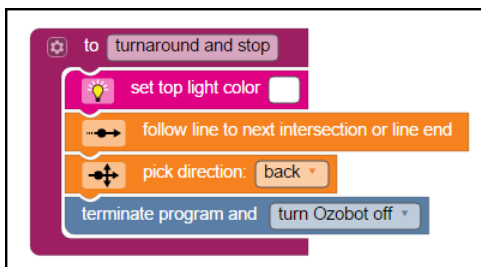 to turnaround and stop
set top light color
follow line to next intersection or line end
pick direction: back
terminate program and turn Ozobot off